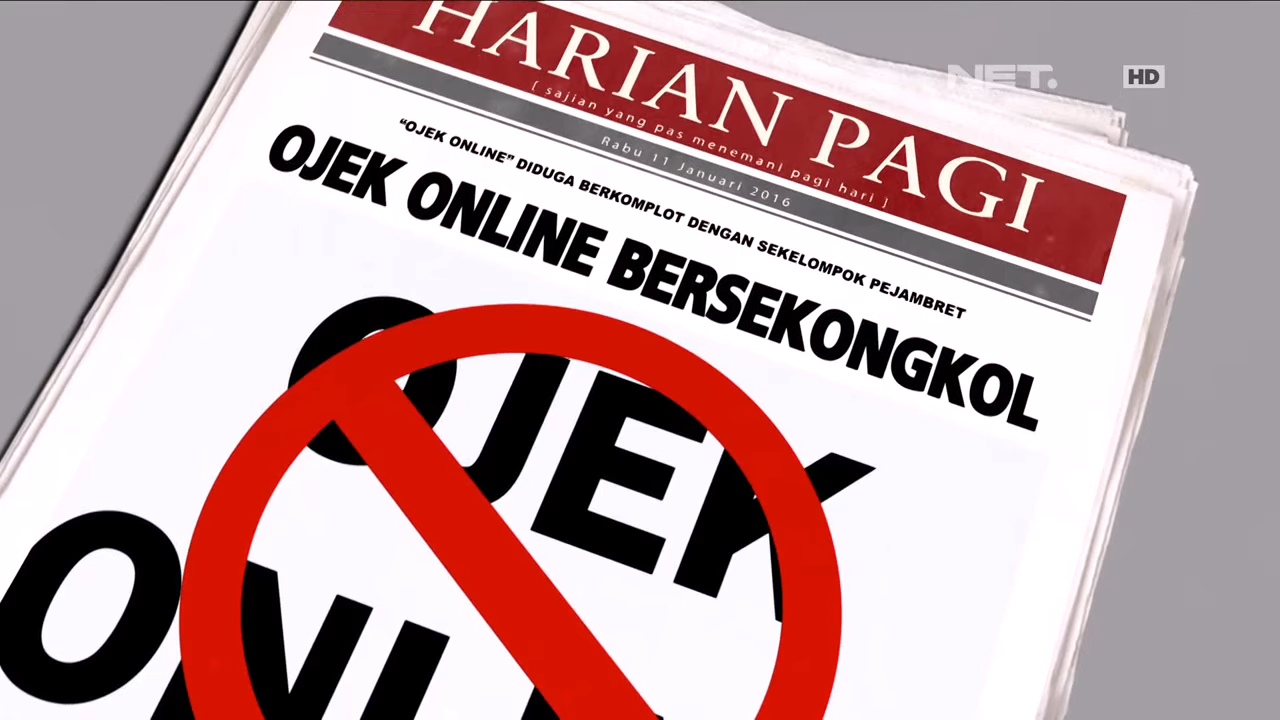 NET.
HD
HARIAN PAGI
[ sajian yang pas menemani pagi hari ]
Rabu 11 Januari 2016
“OJEK ONLINE” DIDUGA BERKOMPLOT DENGAN SEKELOMPOK PEJAMBRET
OJEK ONLINE BERSEKONGKOL
OJEK